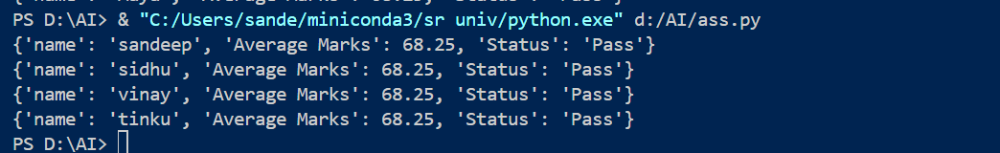 PS D:\AI> & "C:/Users/sande/miniconda3/sr univ/python.exe" d:/AI/ass.py
{'name': 'sandeep', 'Average Marks': 68.25, 'Status': 'Pass'}
{'name': 'sidhu', 'Average Marks': 68.25, 'Status': 'Pass'}
{'name': 'vinay', 'Average Marks': 68.25, 'Status': 'Pass'}
{'name': 'tinku', 'Average Marks': 68.25, 'Status': 'Pass'}
PS D:\AI>